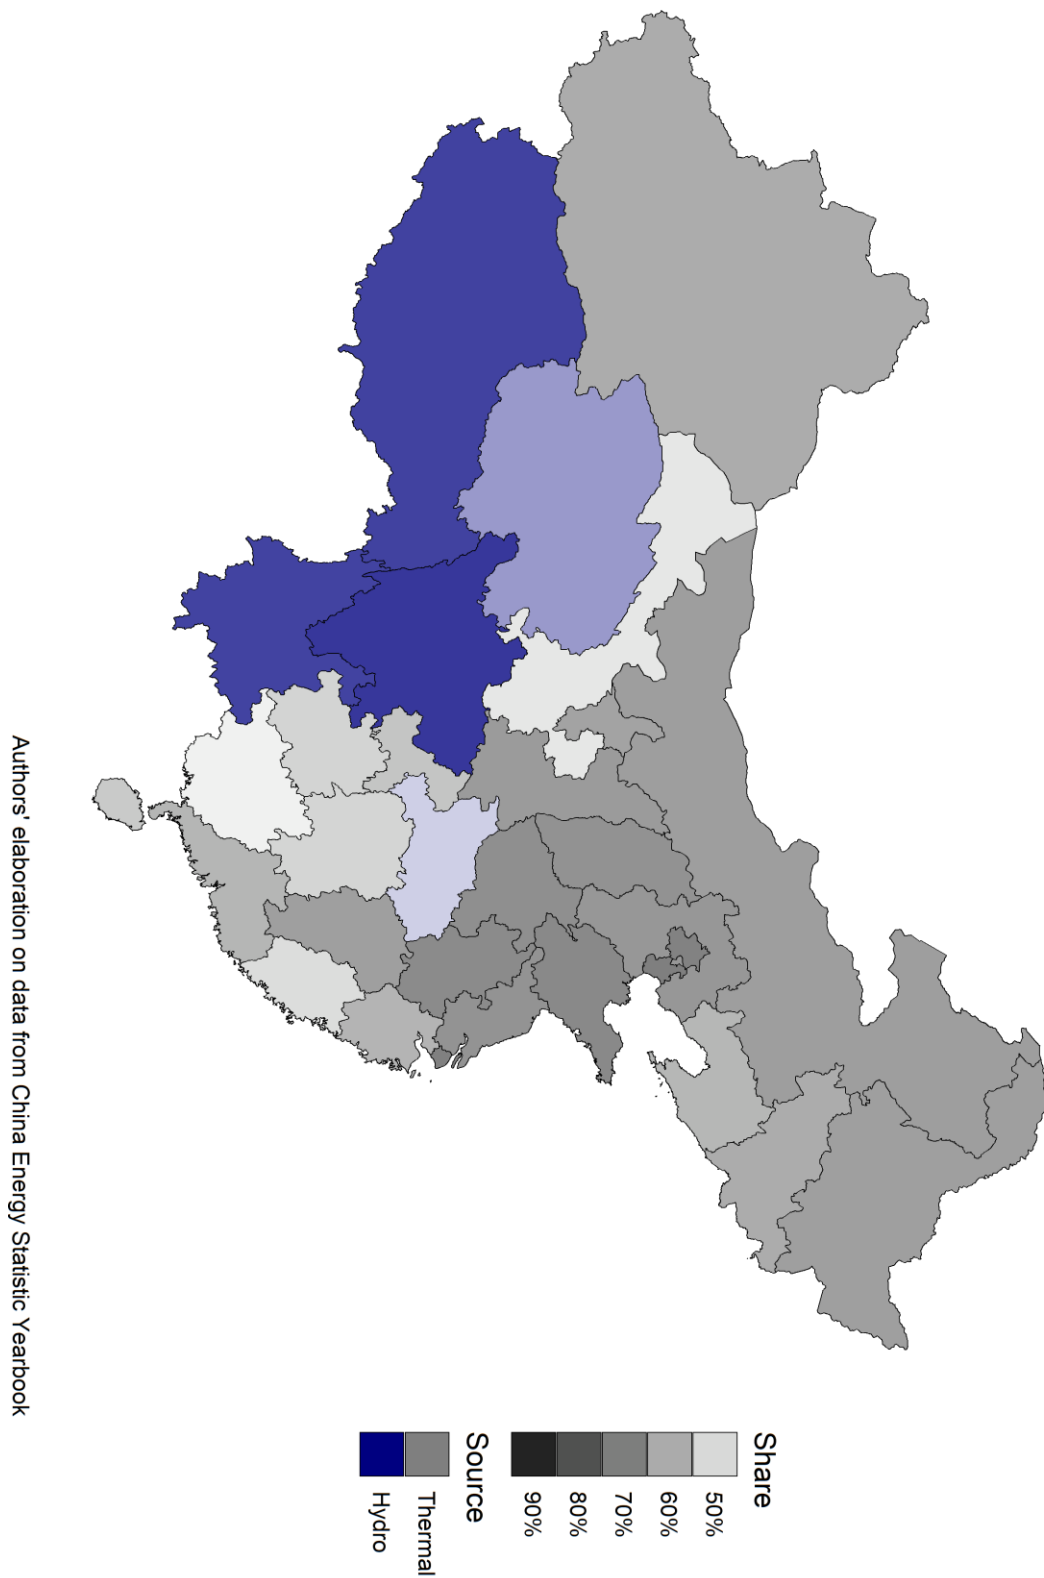 Share
50%
60%
70%
80%
90%
Source
Thermal
Hydro
Authors' elaboration on data from China Energy Statistic Yearbook